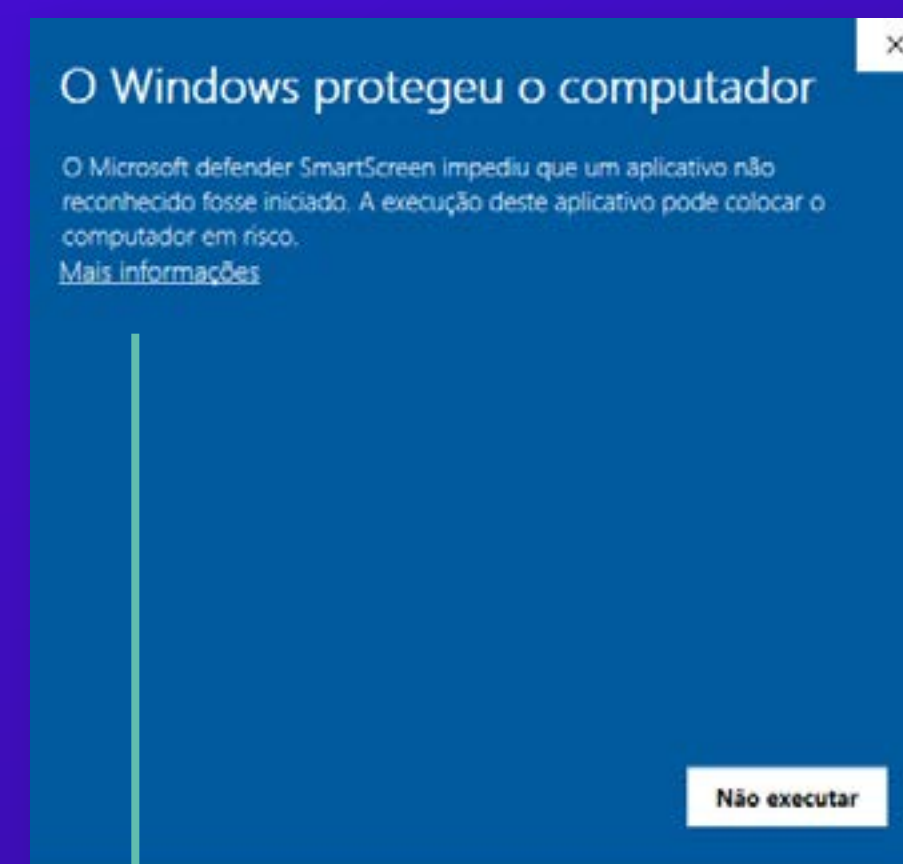 O Windows protegeu o computador
O Microsoft defender SmartScreen impediu que um aplicativo não
reconhecido fosse iniciado. A execução deste aplicativo pode colocar o
computador em risco.
Mais informações
Não executar